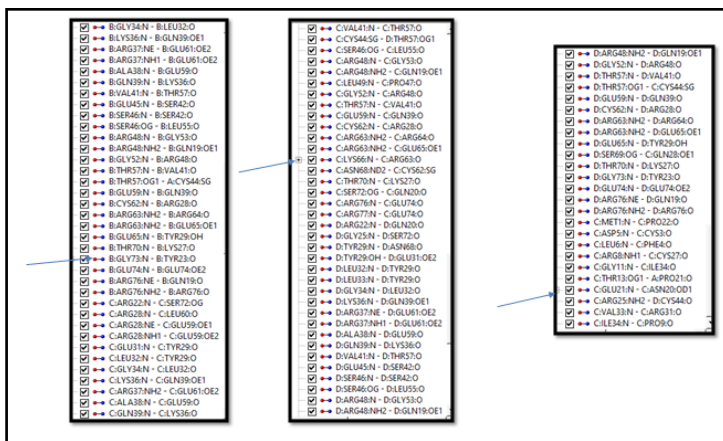 B:GLY34:N - B:LEU32:O
B:LYS36:N - B:GLN39:OE1
B:ARG37:NE - B:GLU61:OE2
B:ARG37:NH1 - B:GLU61:OE2
B:ALA38:N - B:GLU59:O
B:GLN39:N - B:LYS36:O
B:VAL41:N - B:THR57:O
B:GLU45:N - B:SER42:O
B:SER46:N - B:SER42:O
B:SER46:OG - B:LEU55:O
B:ARG48:N - B:GLY53:O
B:ARG48:NH2 - B:GLN19:OE1
B:GLY52:N - B:ARG48:O
B:THR57:N - B:VAL41:O
B:THR57:OG1 - A:CYS44:SG
B:GLU59:N - B:GLN39:O
B:CYS62:N - B:ARG28:O
B:ARG63:NH2 - B:ARG64:O
B:ARG63:NH2 - B:GLU65:OE1
B:GLU65:N - B:TYR29:OH
B:THR70:N - B:LYS27:O
B:GLY73:N - B:TYR23:O
B:GLU74:N - B:GLU74:OE2
B:ARG76:NE - B:GLN19:O
B:ARG76:NH2 - B:ARG76:O
C:ARG22:N - C:SER72:OG
C:ARG28:N - C:LEU60:O
C:ARG28:NE - C:GLU59:OE1
C:ARG28:NH1 - C:GLU59:OE2
C:GLU31:N - C:TYR29:O
C:LEU32:N - C:TYR29:O
C:GLY34:N - C:LEU32:O
C:LYS36:N - C:GLN39:OE1
C:ARG37:NH2 - C:GLU61:OE2
C:ALA38:N - C:GLU59:O
C:GLN39:N - C:LYS36:O
C:VAL41:N - C:THR57:O
C:CYS44:SG - D:THR57:OG1
C:SER46:OG - C:LEU55:O
C:ARG48:N - C:GLY53:O
C:ARG48:NH2 - C:GLN19:OE1
C:LEU49:N - C:PRO47:O
C:GLY52:N - C:ARG48:O
C:THR57:N - C:VAL41:O
C:GLU59:N - C:GLN39:O
C:CYS62:N - C:ARG28:O
C:ARG63:NH2 - C:ARG64:O
C:ARG63:NH2 - C:GLU65:OE1
C:LYS66:N - C:ARG63:O
C:ASN68:ND2 - C:CYS62:SG
C:THR70:N - C:LYS27:O
C:SER72:OG - C:GLN20:O
C:ARG76:N - C:GLU74:O
C:ARG77:N - C:GLU74:O
D:ARG22:N - D:GLN20:O
D:GLY25:N - D:SER72:O
D:TYR29:N - D:ASN68:O
D:TYR29:OH - D:GLU31:OE2
D:LEU32:N - D:TYR29:O
D:LEU33:N - D:TYR29:O
D:GLY34:N - D:LEU32:O
D:LYS36:N - D:GLN39:OE1
D:ARG37:NE - D:GLU61:OE2
D:ARG37:NH1 - D:GLU61:OE2
D:ALA38:N - D:GLU59:O
D:GLN39:N - D:LYS36:O
D:VAL41:N - D:THR57:O
D:GLU45:N - D:SER42:O
D:SER46:N - D:SER42:O
D:SER46:OG - D:LEU55:O
D:ARG48:N - D:GLY53:O
D:ARG48:NH2 - D:GLN19:OE1
D:ARG48:NH2 - D:GLN19:OE1
D:GLY52:N - D:ARG48:O
D:THR57:N - D:VAL41:O
D:THR57:OG1 - C:CYS44:SG
D:GLU59:N - D:GLN39:O
D:CYS62:N - D:ARG28:O
D:ARG63:NH2 - D:ARG64:O
D:ARG63:NH2 - D:GLU65:OE1
D:GLU65:N - D:TYR29:OH
D:SER69:OG - C:GLN28:OE1
D:THR70:N - D:LYS27:O
D:GLY73:N - D:TYR23:O
D:GLU74:N - D:GLU74:OE2
D:ARG76:NE - D:GLN19:O
D:ARG76:NH2 - D:ARG76:O
C:MET1:N - C:PRO22:O
C:ASP5:N - C:CYS3:O
C:LEU6:N - C:PHE4:O
C:ARG8:NH1 - C:CYS27:O
C:GLY11:N - C:ILE34:O
C:THR13:OG1 - A:PRO21:O
C:GLU21:N - C:ASN20:OD1
C:ARG25:NH2 - D:CYS44:O
C:VAL33:N - C:ARG31:O
C:ILE34:N - C:PRO9:O